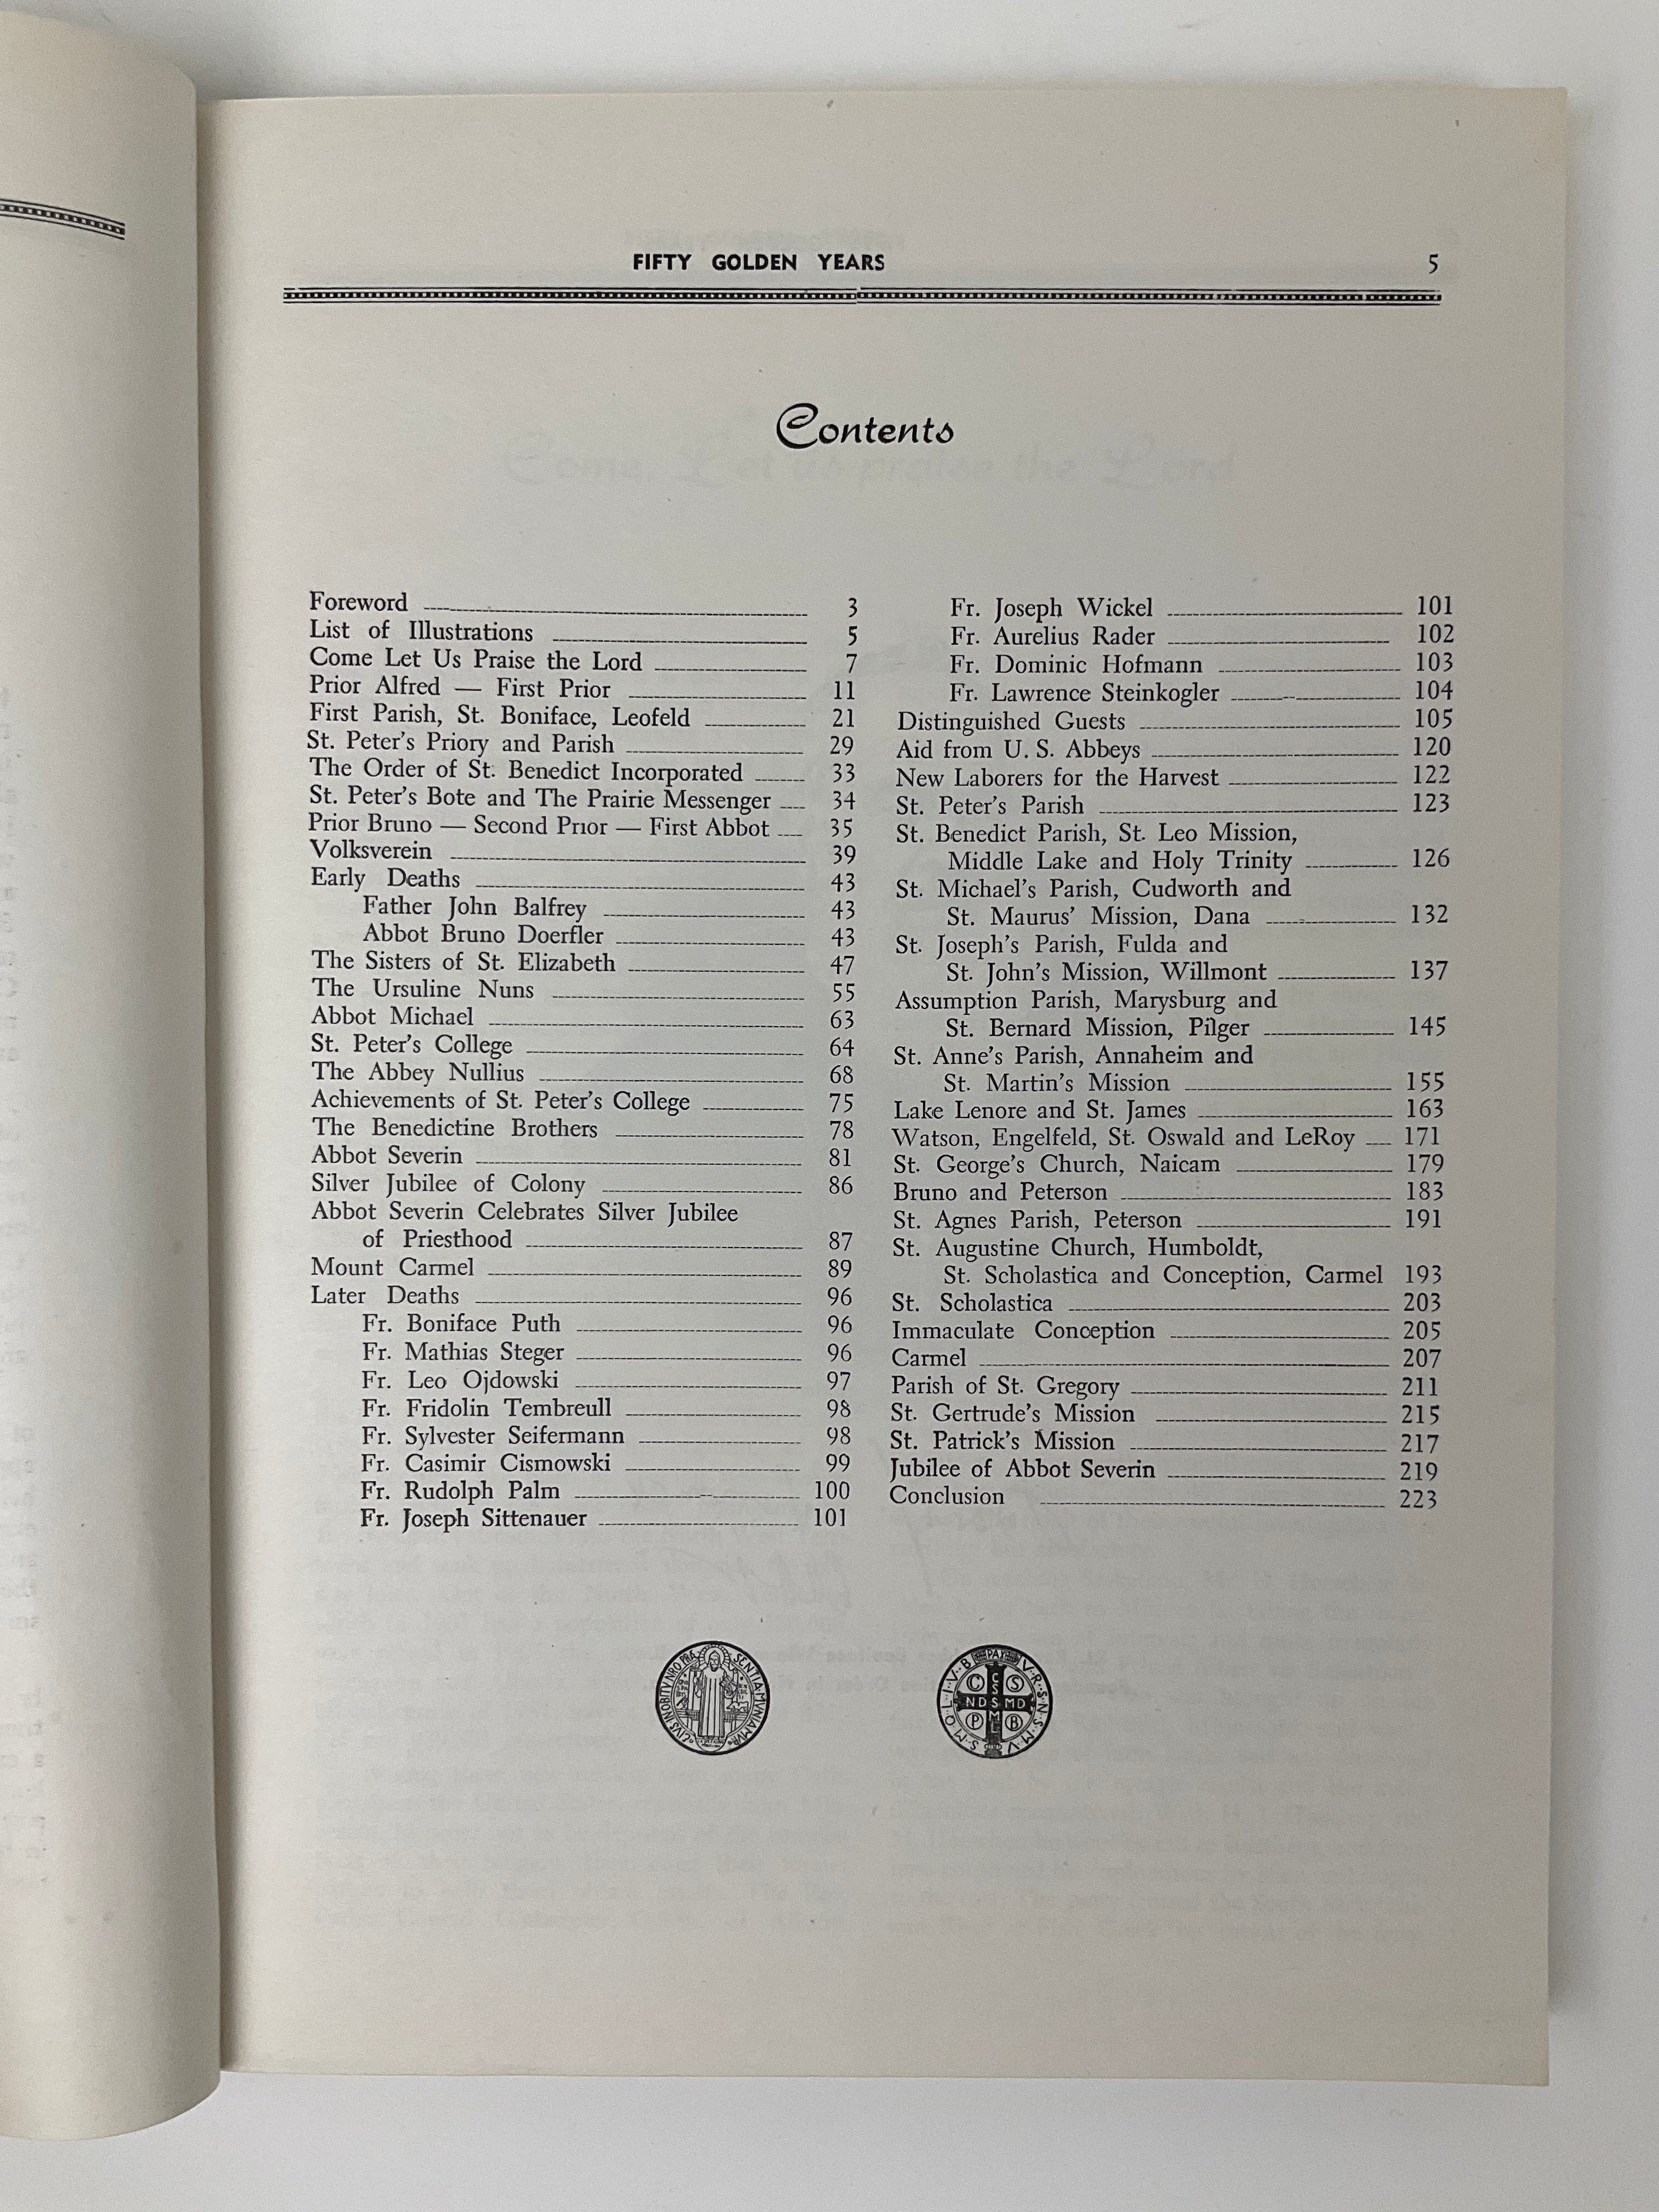 FIFTY GOLDEN YEARS 5
Contents
Foreword 3
List of Illustrations 5
Come Let Us Praise the Lord 7
Prior Alfred — First Prior 11
First Parish, St. Boniface, Leofeld 21
St. Peter's Priory and Parish 29
The Order of St. Benedict Incorporated 33
St. Peter's Bote and The Prairie Messenger 34
Prior Bruno — Second Prior — First Abbot 35
Volksverein 39
Early Deaths 43
Father John Balfrey 43
Abbot Bruno Doerfler 43
The Sisters of St. Elizabeth 47
The Ursuline Nuns 55
Abbot Michael 63
St. Peter's College 64
The Abbey Nullius 68
Achievements of St. Peter's College 75
The Benedictine Brothers 78
Abbot Severin 81
Silver Jubilee of Colony 86
Abbot Severin Celebrates Silver Jubilee
of Priesthood 87
Mount Carmel 89
Later Deaths 96
Fr. Boniface Puth 96
Fr. Mathias Steger 96
Fr. Leo Ojdowski 97
Fr. Fridolin Tembreull 98
Fr. Sylvester Seifermann 98
Fr. Casimir Cismowski 99
Fr. Rudolph Palm 100
Fr. Joseph Sittenauer 101
Fr. Joseph Wickel 101
Fr. Aurelius Rader 102
Fr. Dominic Hofmann 103
Fr. Lawrence Steinkogler 104
Distinguished Guests 105
Aid from U. S. Abbeys 120
New Laborers for the Harvest 122
St. Peter's Parish 123
St. Benedict Parish, St. Leo Mission,
Middle Lake and Holy Trinity 126
St. Michael's Parish, Cudworth and
St. Maurus' Mission, Dana 132
St. Joseph's Parish, Fulda and
St. John's Mission, Willmont 137
Assumption Parish, Marysburg and
St. Bernard Mission, Pilger 145
St. Anne's Parish, Annaheim and
St. Martin's Mission 155
Lake Lenore and St. James 163
Watson, Engelfeld, St. Oswald and LeRoy 171
St. George's Church, Naicam 179
Bruno and Peterson 183
St. Agnes Parish, Peterson 191
St. Augustine Church, Humboldt,
St. Scholastica and Conception, Carmel 193
St. Scholastica 203
Immaculate Conception 205
Carmel 207
Parish of St. Gregory 211
St. Gertrude's Mission 215
St. Patrick's Mission 217
Jubilee of Abbot Severin 219
Conclusion 223
PAX
C S
N D S M D
P B